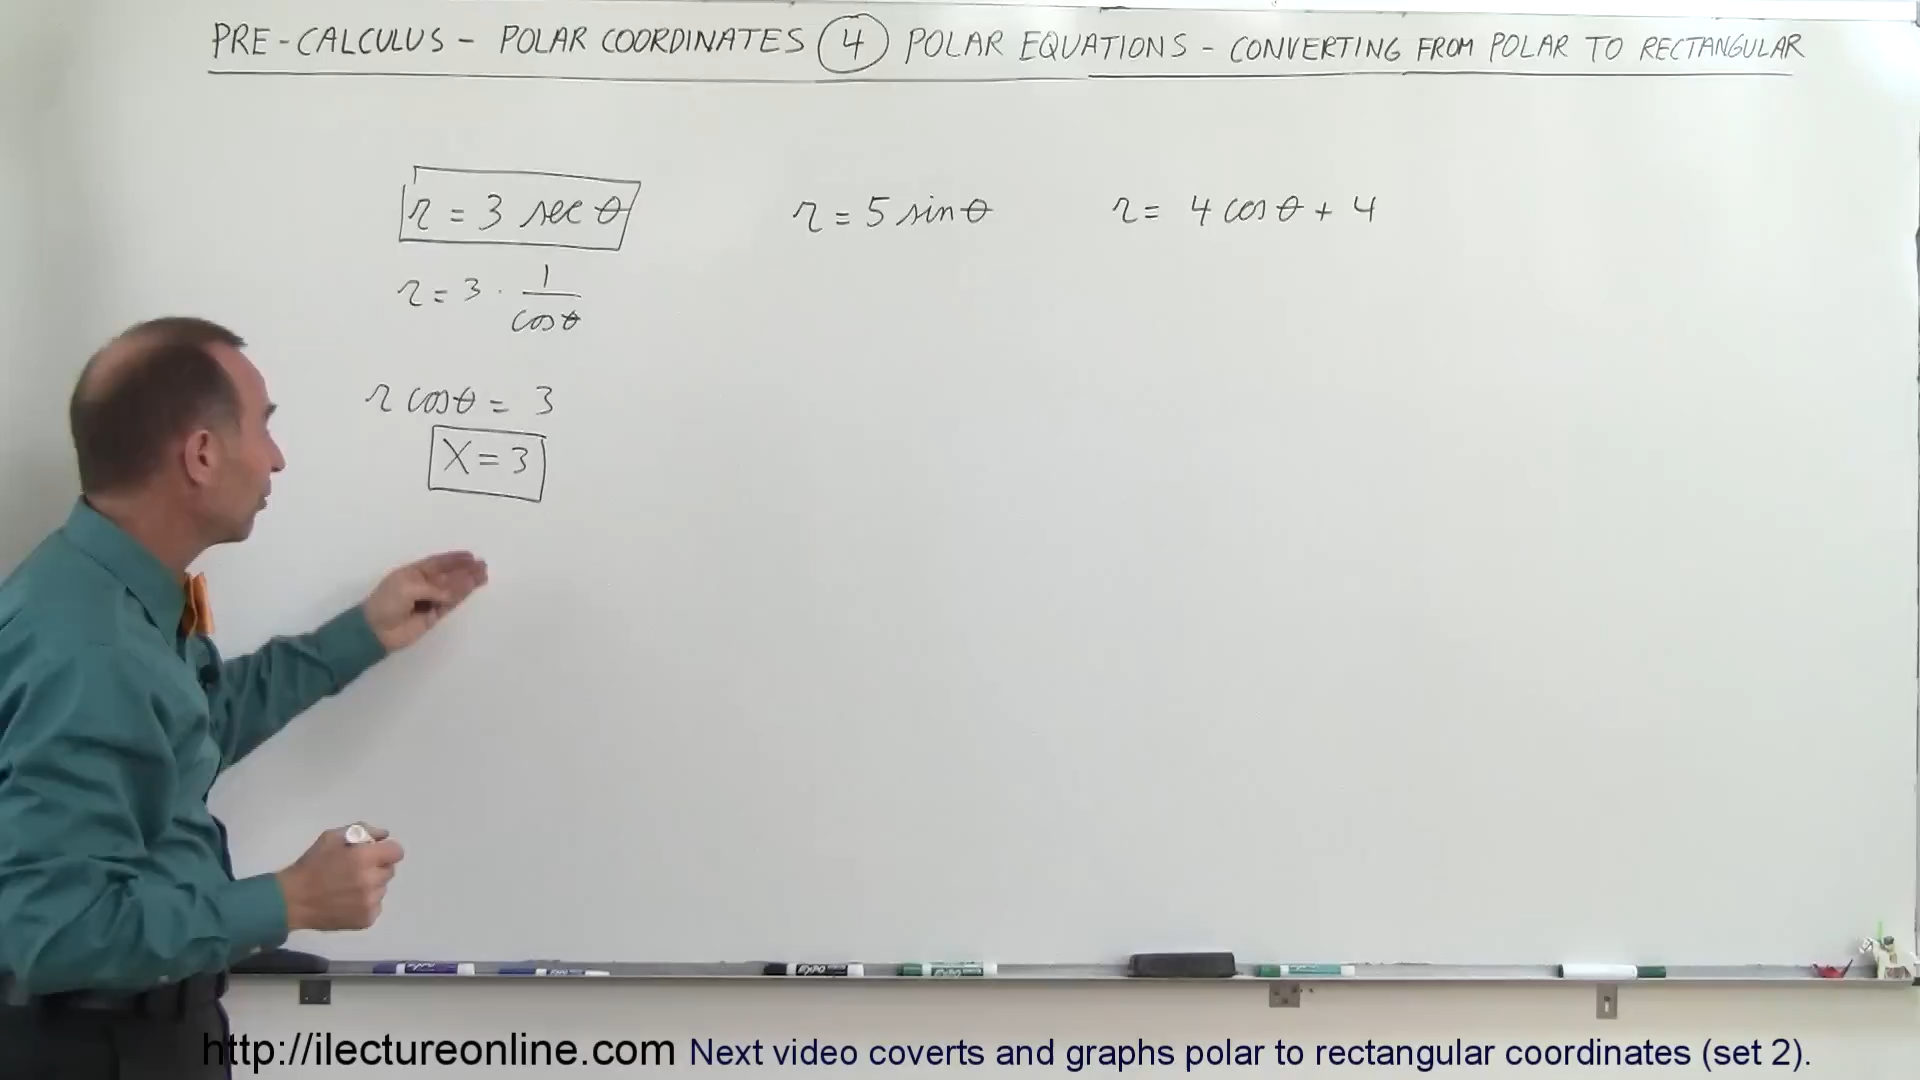 PRE-CALCULUS - POLAR COORDINATES 4 POLAR EQUATIONS - CONVERTING FROM POLAR TO RECTANGULAR
r = 3 sec θ
r = 5 sin θ
r = 4 cos θ + 4
r = 3 · 1/cos θ
r cos θ = 3
X = 3
EXPO
http://ilectureonline.com Next video coverts and graphs polar to rectangular coordinates (set 2).